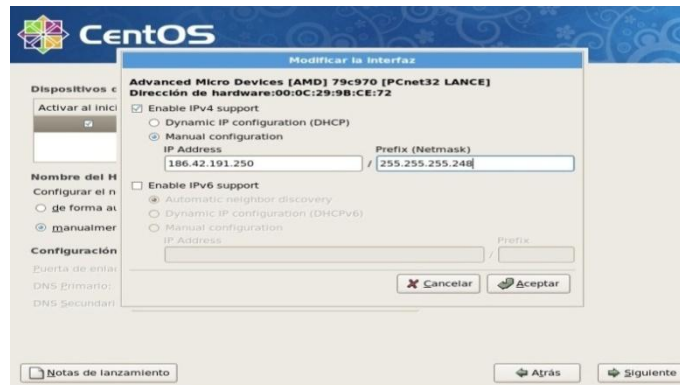 CentOS
Modificar la Interfaz
Advanced Micro Devices [AMD] 79c970 [PCnet32 LANCE]
Dirección de hardware:00:0C:29:9B:CE:72
Dispositivos
Activar al inici
Enable IPv4 support
Dynamic IP configuration (DHCP)
Manual configuration
IP Address Prefix (Netmask)
186.42.191.250 / 255.255.255.248
Nombre del H
Configurar el n
de forma au
manualmer
Enable IPv6 support
Automatic neighbor discovery
Dynamic IP configuration (DHCPv6)
Manual configuration
IP Address Prefix
/
Configuración
Puerta de enlac
DNS Primario:
DNS Secundari
Cancelar Aceptar
Notas de lanzamiento Atrás Siguiente